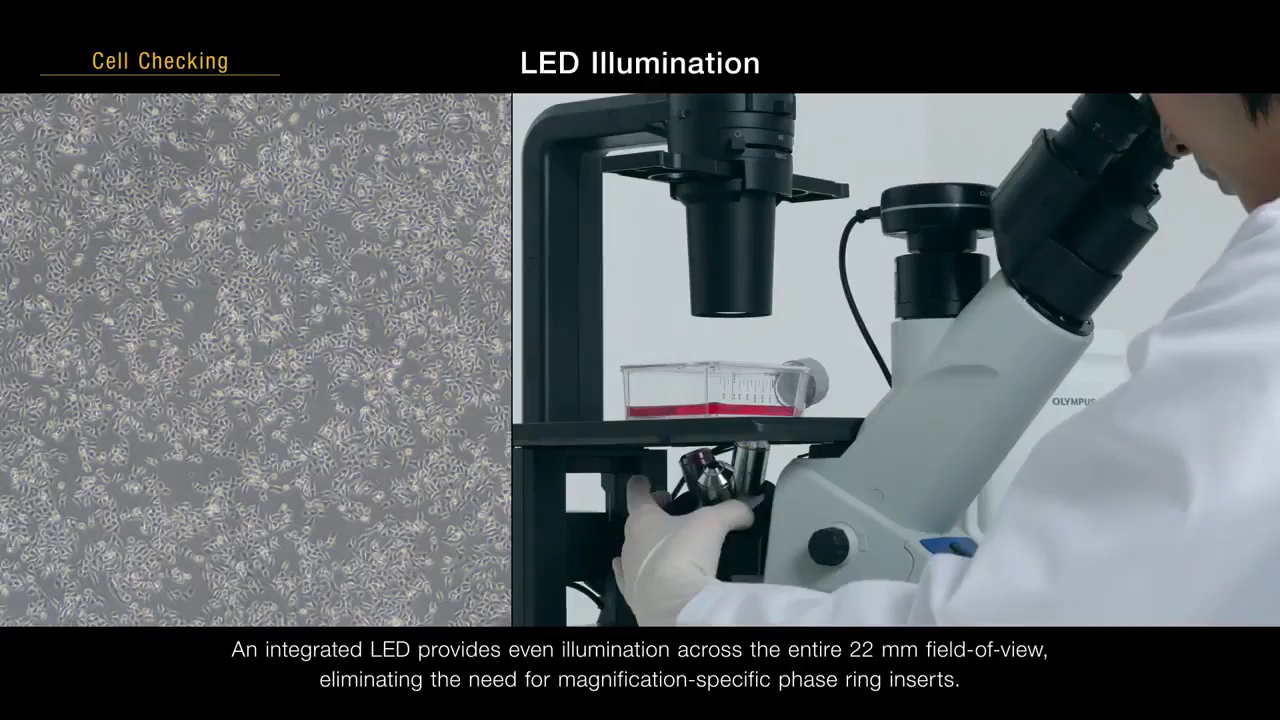 Cell Checking
LED Illumination
OLYMPUS
An integrated LED provides even illumination across the entire 22 mm field-of-view,
eliminating the need for magnification-specific phase ring inserts.